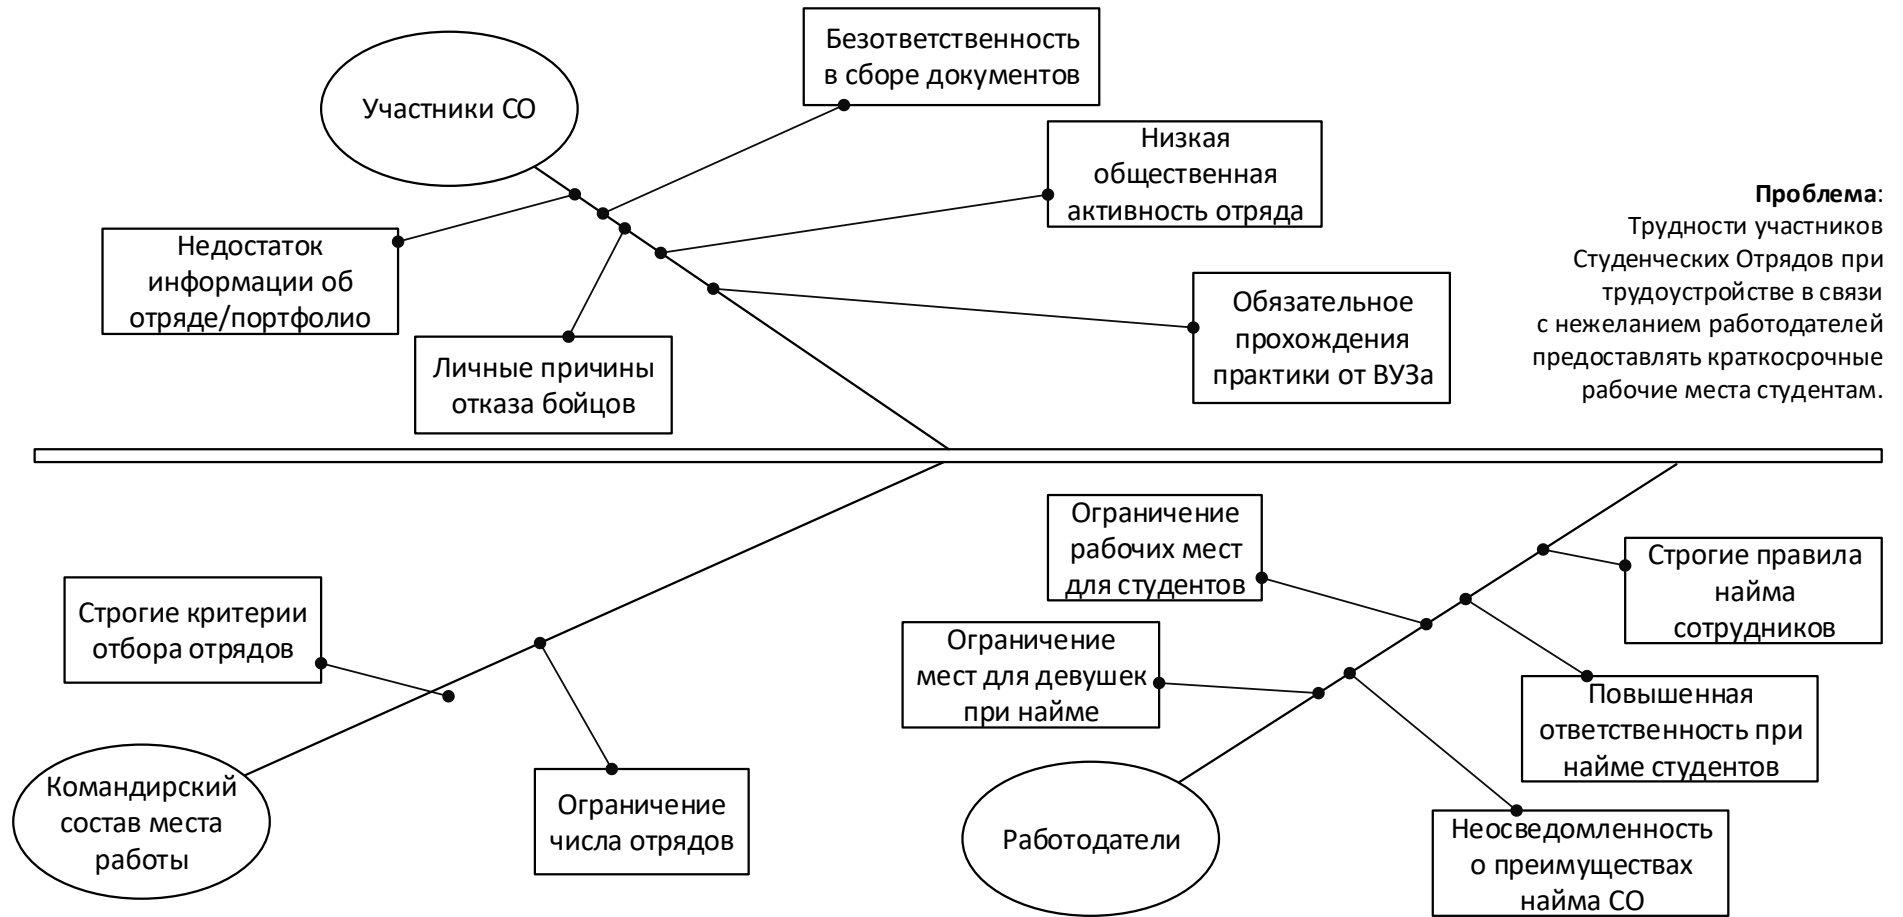 Безответственность
в сборе документов
Участники СО
Низкая
общественная
активность отряда
Проблема:
Трудности участников
Студенческих Отрядов при
трудоустройстве в связи
с нежеланием работодателей
предоставлять краткосрочные
рабочие места студентам.
Недостаток
информации об
отряде/портфолио
Обязательное
прохождения
практики от ВУЗа
Личные причины
отказа бойцов
Ограничение
рабочих мест
для студентов
Строгие правила
найма
сотрудников
Строгие критерии
отбора отрядов
Ограничение
мест для девушек
при найме
Повышенная
ответственность при
найме студентов
Командирский
состав места
работы
Ограничение
числа отрядов
Работодатели
Неосведомленность
о преимуществах
найма СО